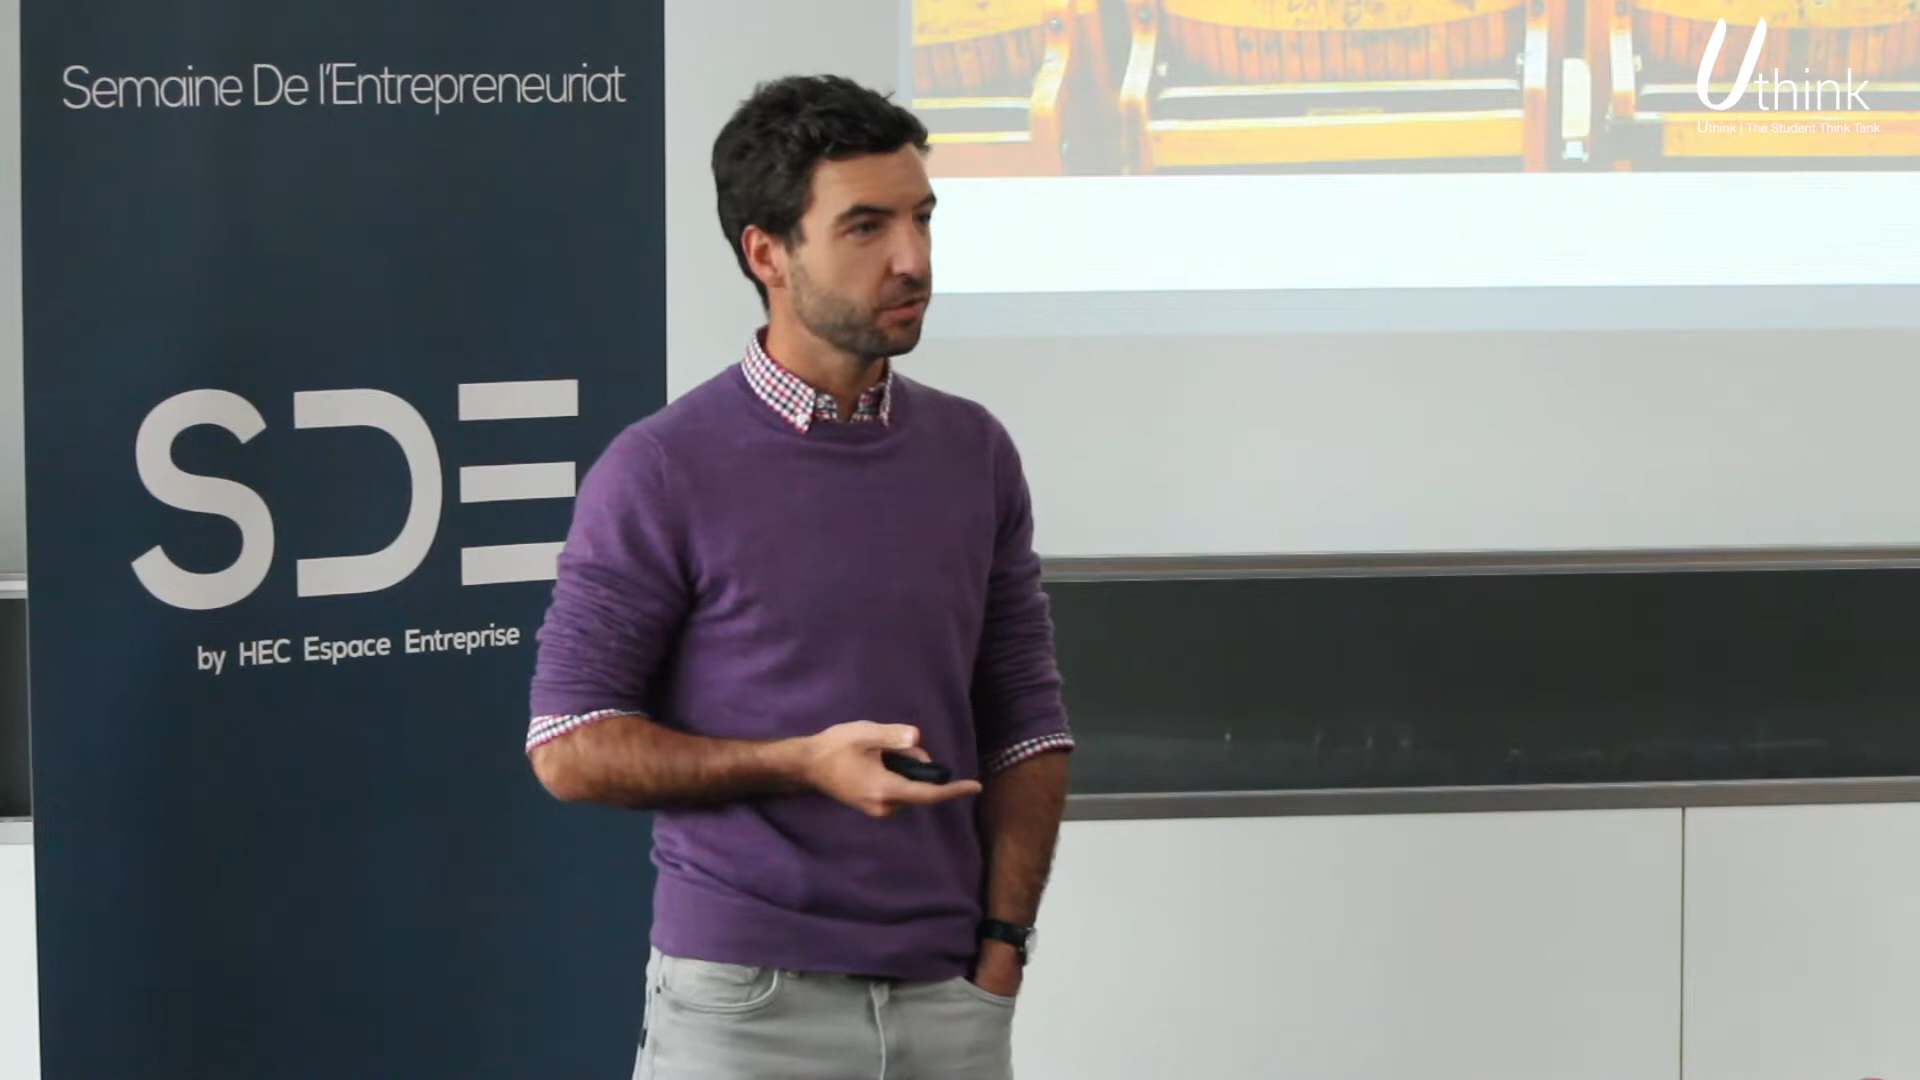 Semaine De l'Entrepreneuriat
SDE
by HEC Espace Entreprise
Uthink
Uthink | The Student Think Tank